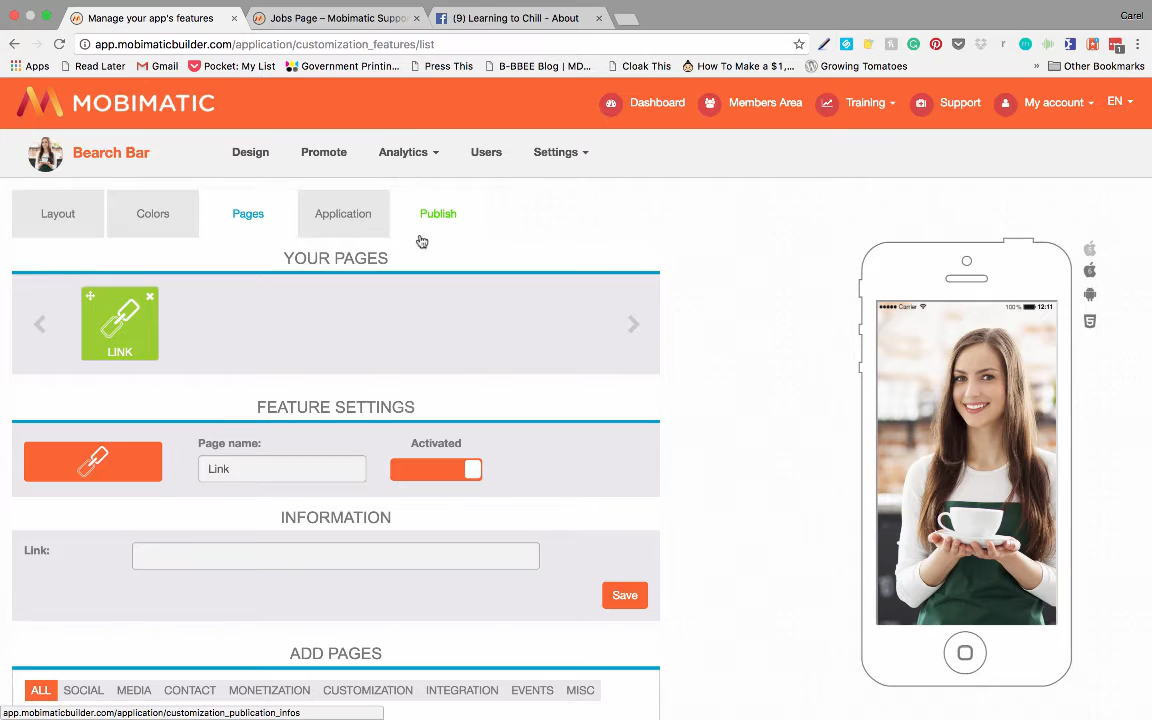 Manage your app's features
Jobs Page – Mobimatic Suppo
(9) Learning to Chill - About
Carel
app.mobimaticbuilder.com/application/customization_features/list
Apps
Read Later
Gmail
Pocket: My List
Government Printin...
Press This
B-BBEE Blog | MD...
Cloak This
How To Make a $1,...
Growing Tomatoes
»
Other Bookmarks
MOBIMATIC
Dashboard
Members Area
Training
Support
My account
EN
Bearch Bar
Design
Promote
Analytics
Users
Settings
Layout
Colors
Pages
Application
Publish
YOUR PAGES
LINK
FEATURE SETTINGS
Page name:
Activated
Link
INFORMATION
Link:
Save
ADD PAGES
ALL
SOCIAL
MEDIA
CONTACT
MONETIZATION
CUSTOMIZATION
INTEGRATION
EVENTS
MISC
Carrier
100%
12:11
app.mobimaticbuilder.com/application/customization_publication_infos